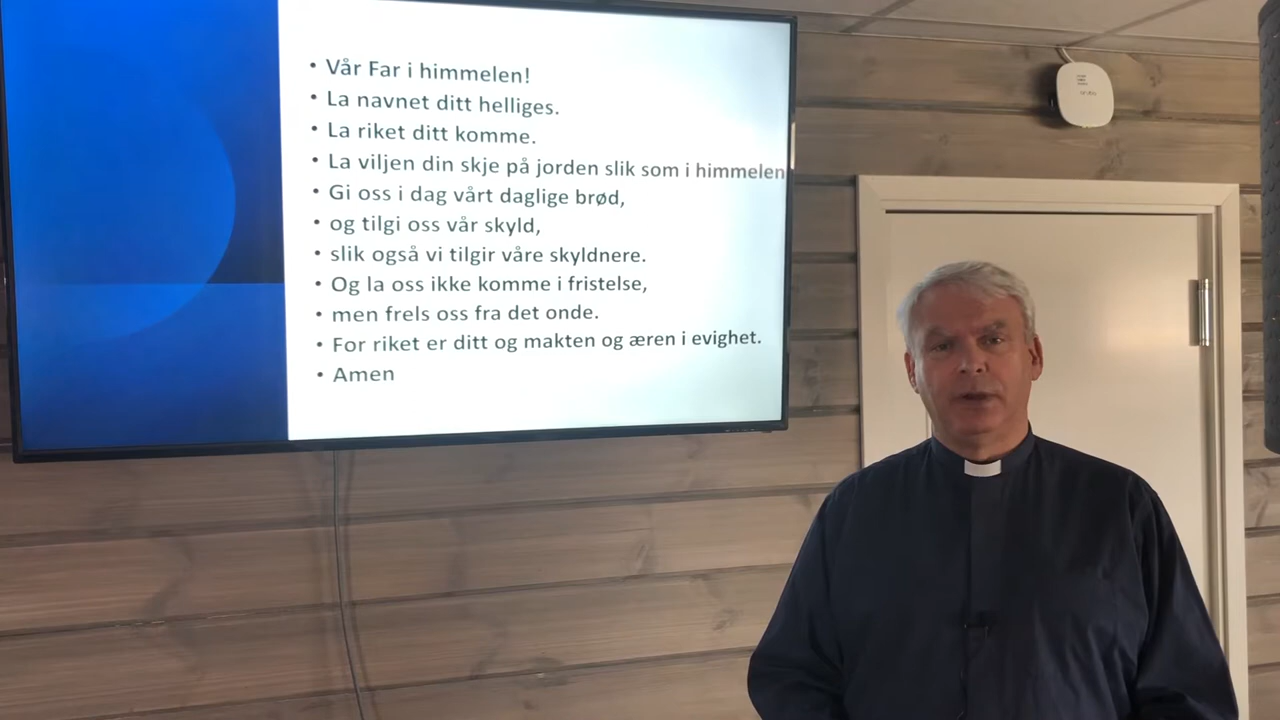 • Vår Far i himmelen!
• La navnet ditt helliges.
• La riket ditt komme.
• La viljen din skje på jorden slik som i himmelen
• Gi oss i dag vårt daglige brød,
• og tilgi oss vår skyld,
• slik også vi tilgir våre skyldnere.
• Og la oss ikke komme i fristelse,
• men frels oss fra det onde.
• For riket er ditt og makten og æren i evighet.
• Amen